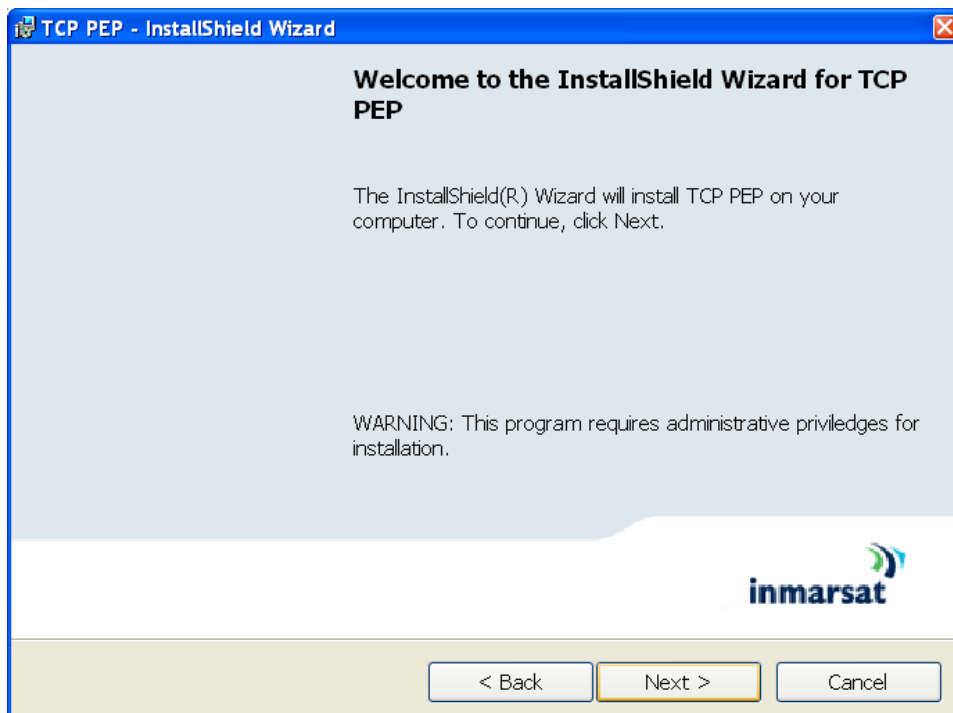 TCP PEP - InstallShield Wizard
Welcome to the InstallShield Wizard for TCP
PEP
The InstallShield(R) Wizard will install TCP PEP on your
computer. To continue, click Next.
WARNING: This program requires administrative priviledges for
installation.
inmarsat
< Back
Next >
Cancel